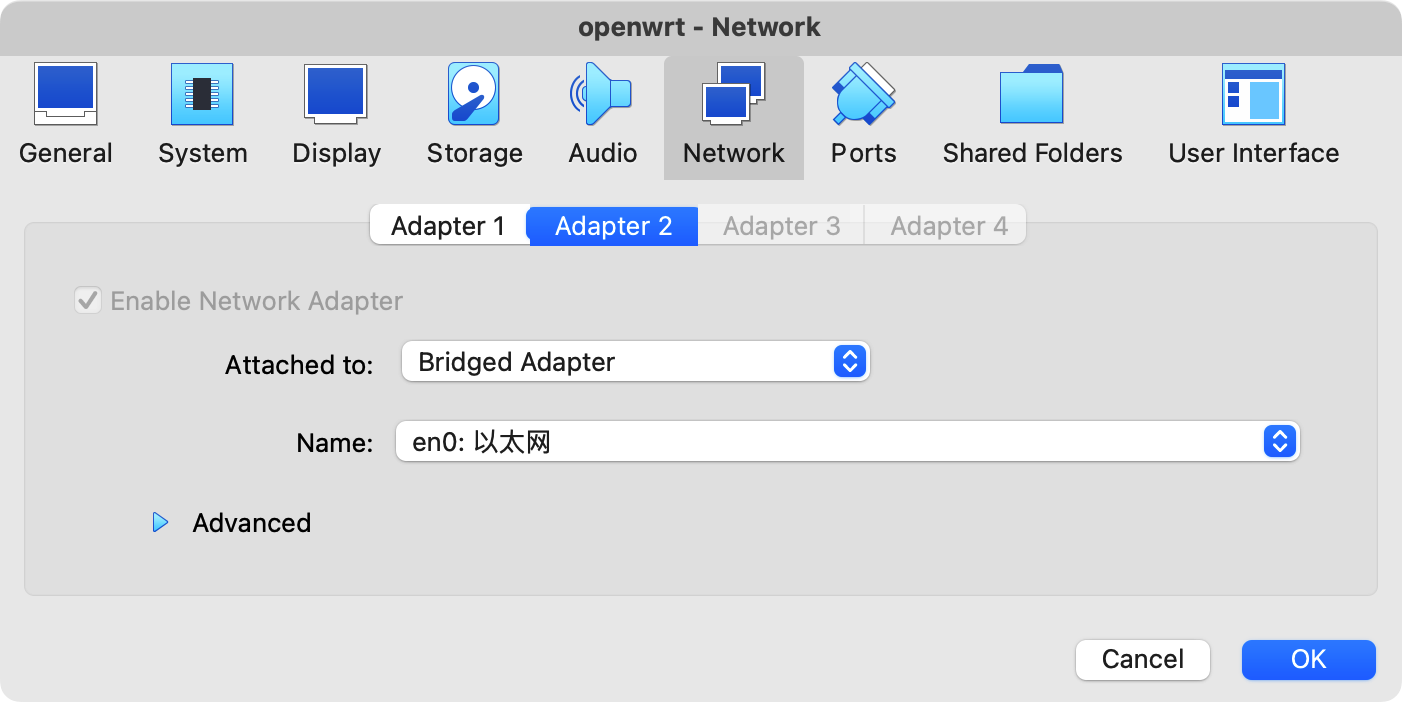 openwrt - Network
General System Display Storage Audio Network Ports Shared Folders User Interface
Adapter 1 Adapter 2 Adapter 3 Adapter 4
Enable Network Adapter
Attached to: Bridged Adapter
Name: en0: 以太网
Advanced
Cancel OK